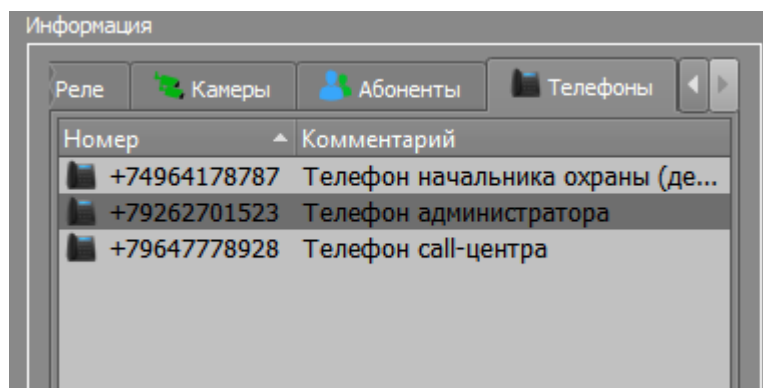 Информация
Реле Камеры Абоненты Телефоны
Номер Комментарий
+74964178787 Телефон начальника охраны (де...
+79262701523 Телефон администратора
+79647778928 Телефон call-центра